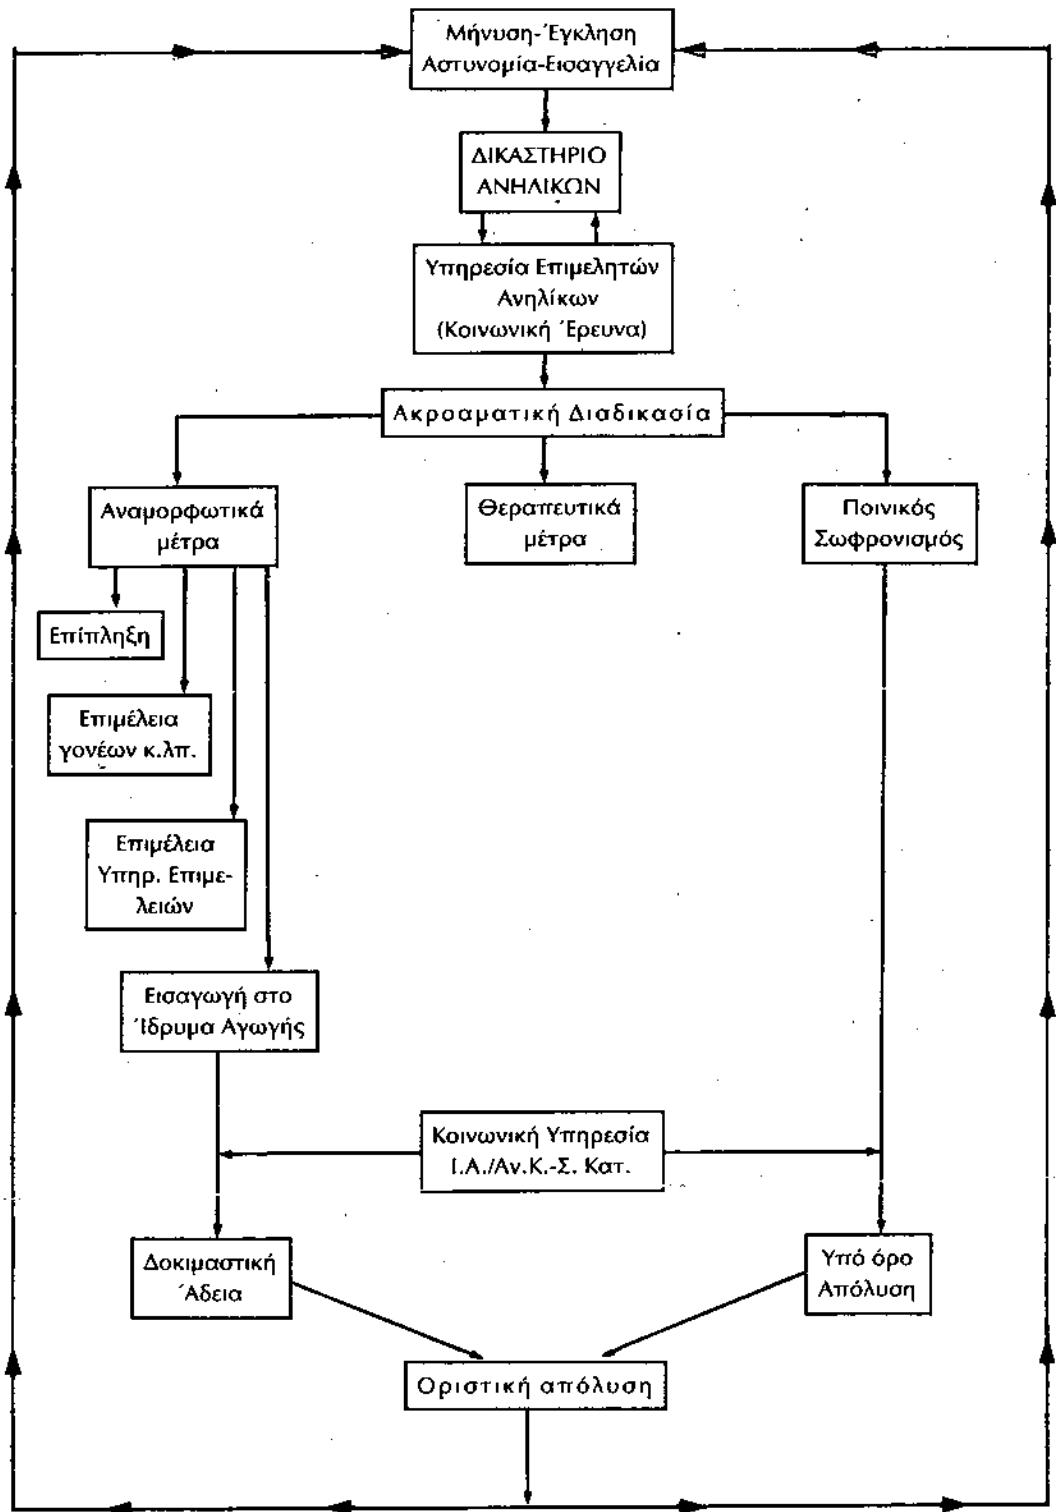 Μήνυση-Έγκληση
Αστυνομία-Εισαγγελία
ΔΙΚΑΣΤΗΡΙΟ
ΑΝΗΛΙΚΩΝ
Υπηρεσία Επιμελητών
Ανηλίκων
(Κοινωνική Έρευνα)
Ακροαματική Διαδικασία
Αναμορφωτικά
μέτρα
Θεραπευτικά
μέτρα
Ποινικός
Σωφρονισμός
Επίπληξη
Επιμέλεια
γονέων κ.λπ.
Επιμέλεια
Υπηρ. Επιμε-
λειών
Εισαγωγή στο
Ίδρυμα Αγωγής
Κοινωνική Υπηρεσία
Ι.Α./Αν.Κ.-Σ. Κατ.
Δοκιμαστική
Άδεια
Υπό όρο
Απόλυση
Οριστική απόλυση